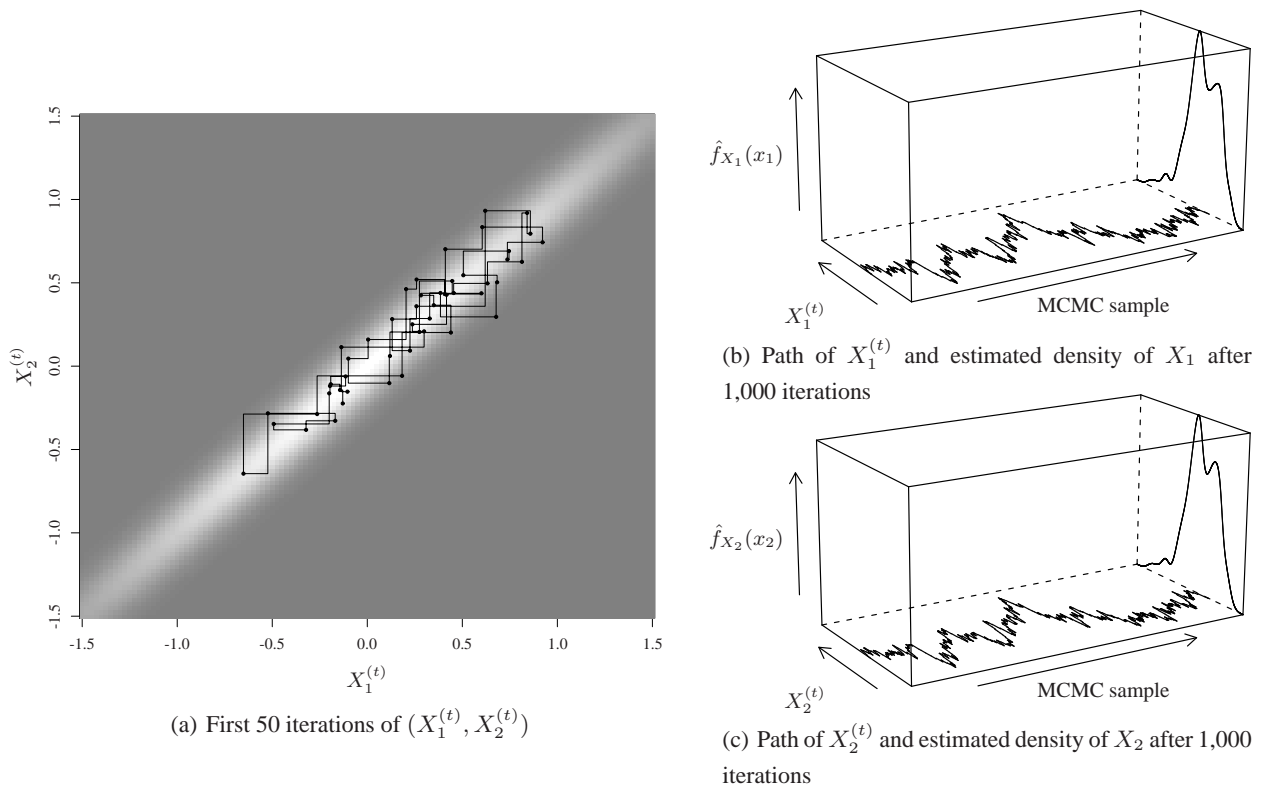 1.5
1.0
0.5
0.0
-0.5
-1.0
-1.5
X_2^{(t)}
-1.5 -1.0 -0.5 0.0 0.5 1.0 1.5
X_1^{(t)}
(a) First 50 iterations of (X_1^{(t)}, X_2^{(t)})
\hat{f}_{X_1}(x_1)
X_1^{(t)}
MCMC sample
(b) Path of X_1^{(t)} and estimated density of X_1 after
1,000 iterations
\hat{f}_{X_2}(x_2)
X_2^{(t)}
MCMC sample
(c) Path of X_2^{(t)} and estimated density of X_2 after 1,000
iterations